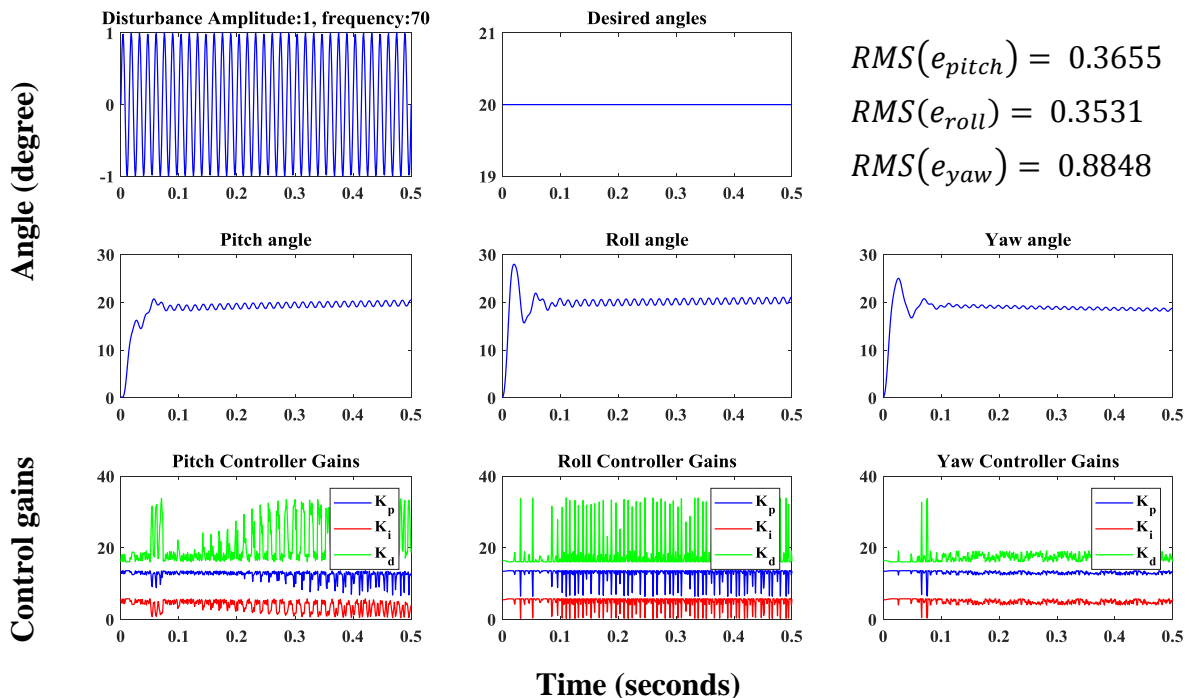 Disturbance Amplitude:1, frequency:70
1
0
-1
0 0.1 0.2 0.3 0.4 0.5
Desired angles
21
20
19
0 0.1 0.2 0.3 0.4 0.5
RMS(e_pitch) = 0.3655
RMS(e_roll) = 0.3531
RMS(e_yaw) = 0.8848
Angle (degree)
Pitch angle
30
20
10
0
0 0.1 0.2 0.3 0.4 0.5
Roll angle
30
20
10
0
0 0.1 0.2 0.3 0.4 0.5
Yaw angle
30
20
10
0
0 0.1 0.2 0.3 0.4 0.5
Control gains
Pitch Controller Gains
40
20
0
0 0.1 0.2 0.3 0.4 0.5
K_p
K_i
K_d
Roll Controller Gains
40
20
0
0 0.1 0.2 0.3 0.4 0.5
K_p
K_i
K_d
Yaw Controller Gains
40
20
0
0 0.1 0.2 0.3 0.4 0.5
K_p
K_i
K_d
Time (seconds)